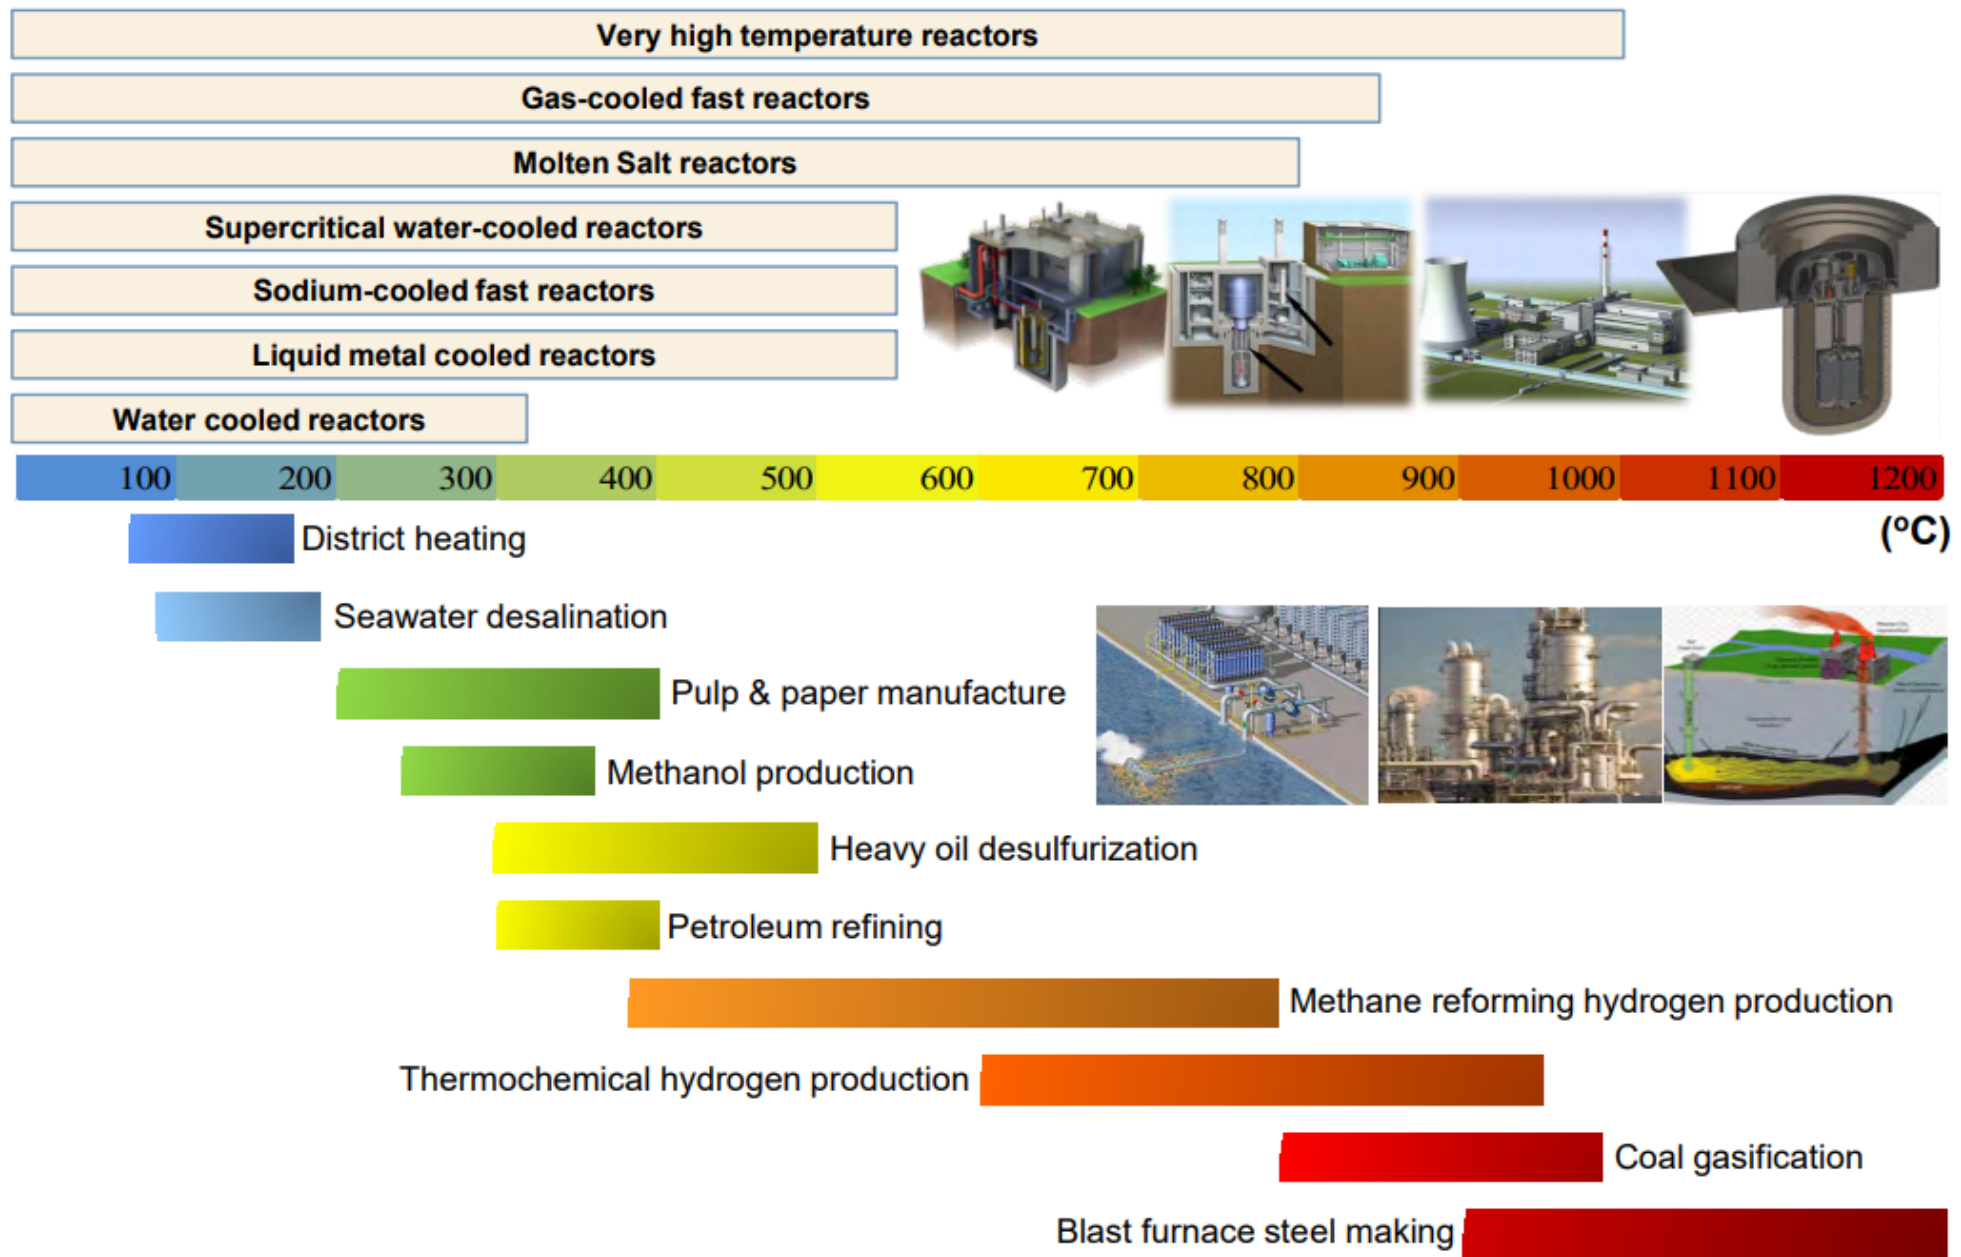 Very high temperature reactors
Gas-cooled fast reactors
Molten Salt reactors
Supercritical water-cooled reactors
Sodium-cooled fast reactors
Liquid metal cooled reactors
Water cooled reactors
100 200 300 400 500 600 700 800 900 1000 1100 1200
(ºC)
District heating
Seawater desalination
Pulp & paper manufacture
Methanol production
Heavy oil desulfurization
Petroleum refining
Methane reforming hydrogen production
Thermochemical hydrogen production
Coal gasification
Blast furnace steel making